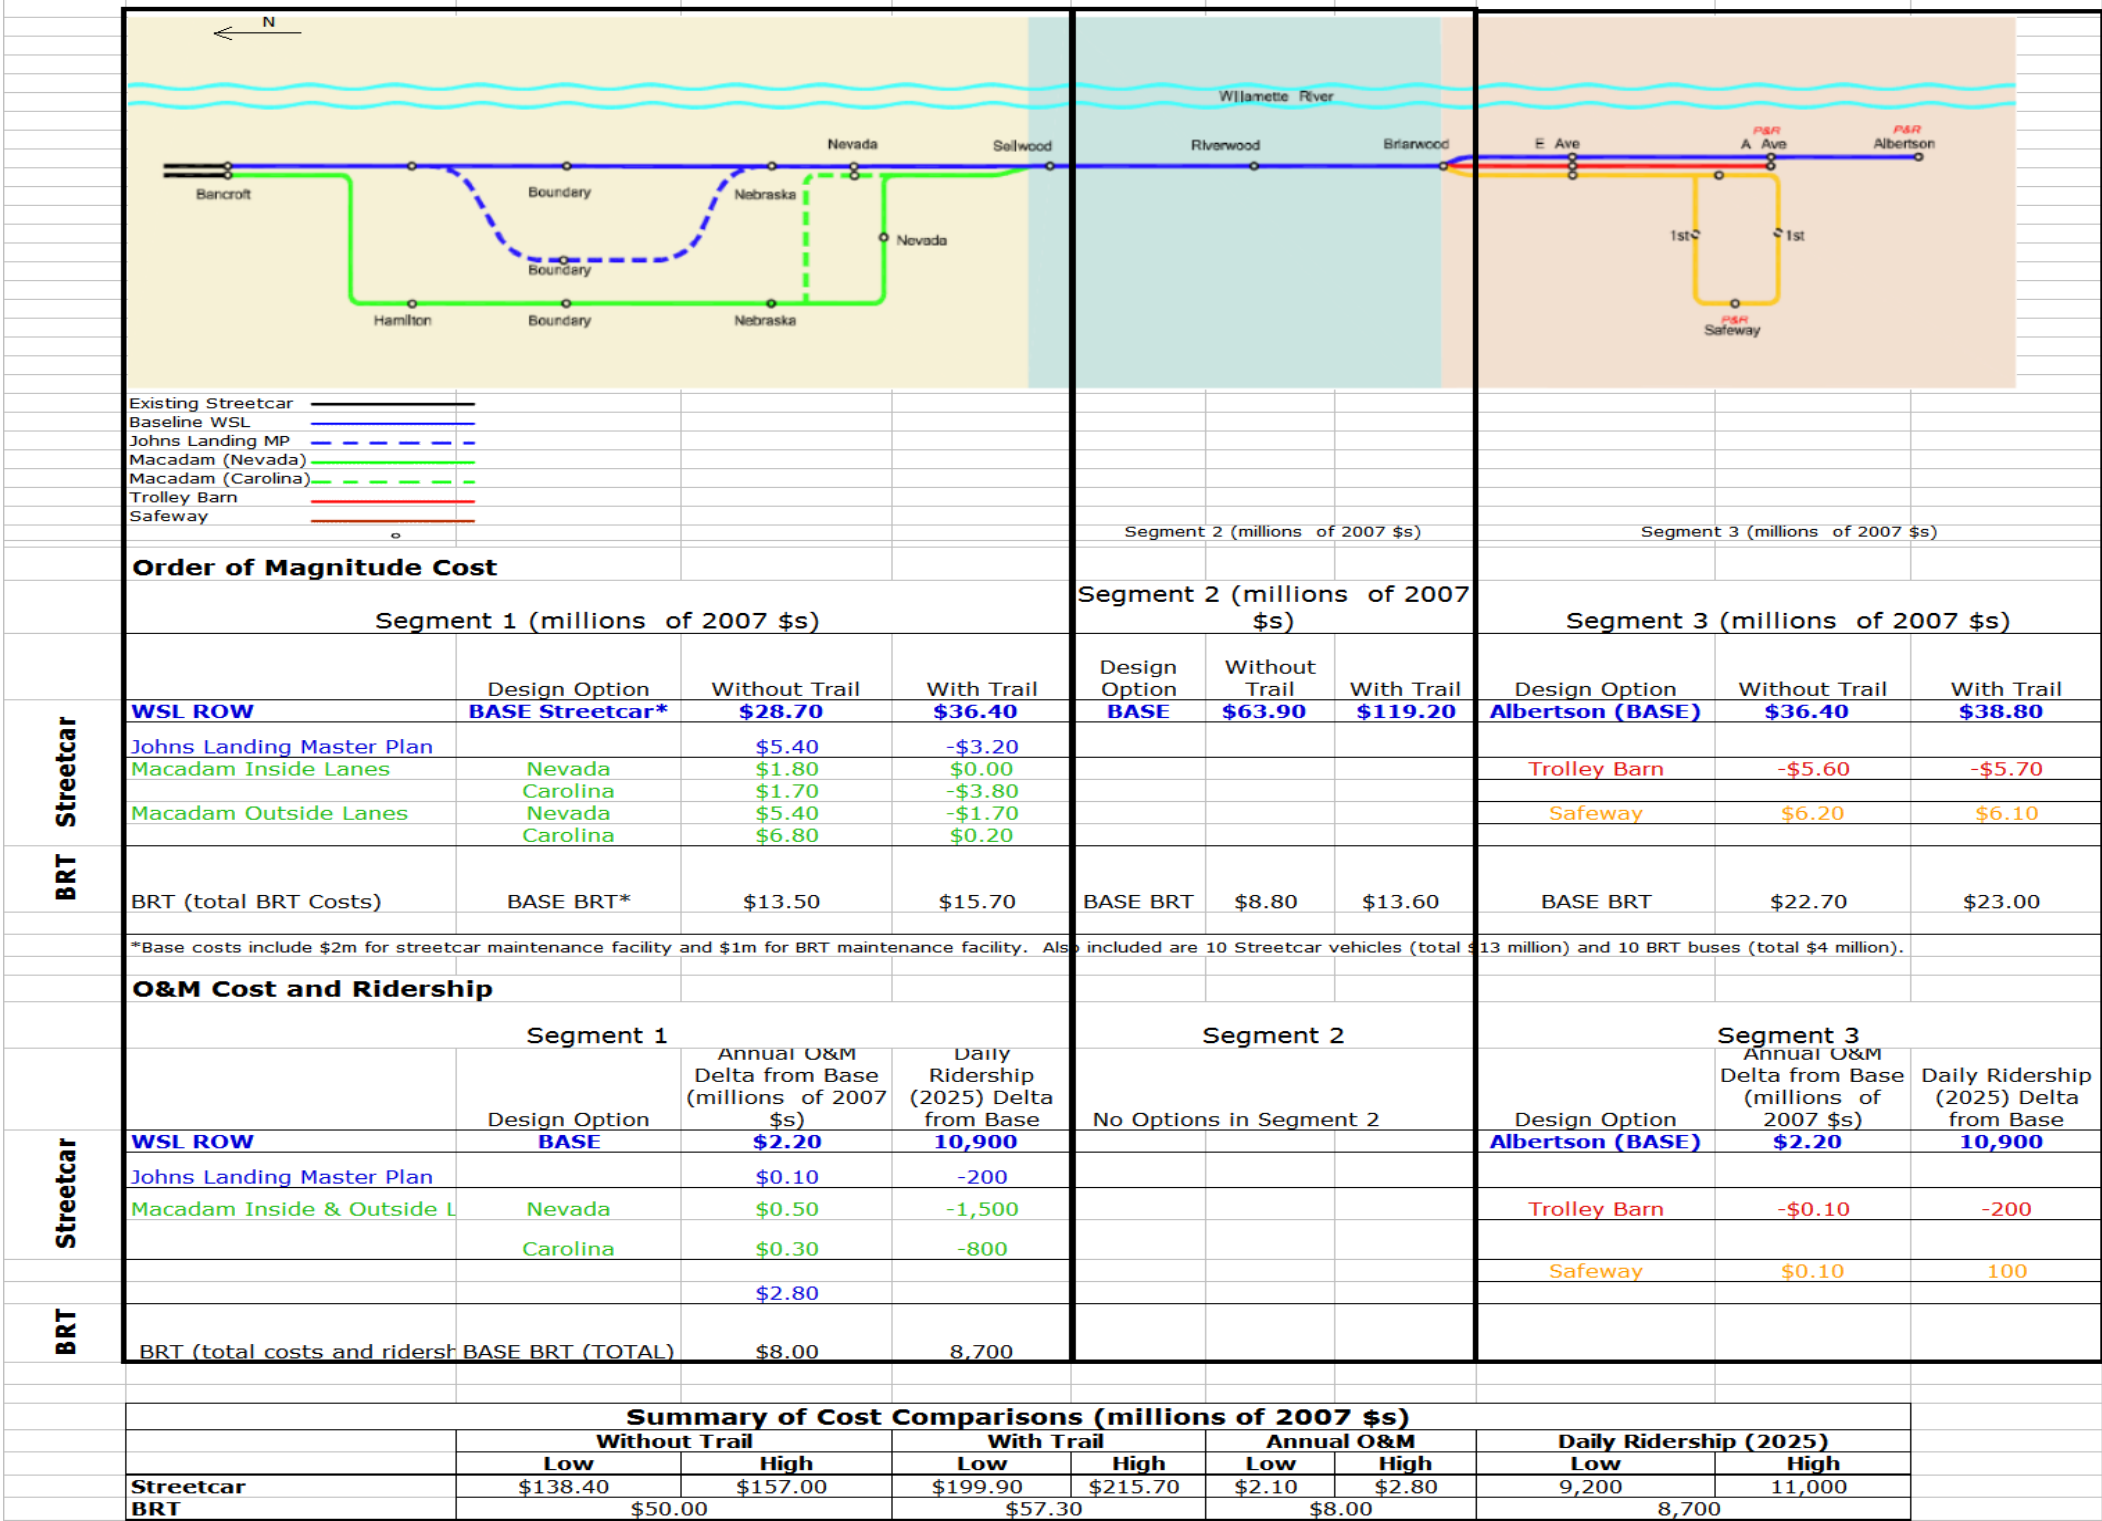 N
Willamette River
Nevada
Sellwood
Riverwood
Briarwood
E Ave
P&R
A Ave
P&R
Albertson
Bancroft
Boundary
Nebraska
Nevada
1st
1st
Boundary
Hamilton
Boundary
Nebraska
P&R
Safeway
Existing Streetcar
Baseline WSL
Johns Landing MP
Macadam (Nevada)
Macadam (Carolina)
Trolley Barn
Safeway
Segment 2 (millions of 2007 $s) Segment 3 (millions of 2007 $s)
Order of Magnitude Cost
Segment 1 (millions of 2007 $s) Segment 2 (millions of 2007 $s) Segment 3 (millions of 2007 $s)
Design Option Without Trail With Trail Design Option Without Trail With Trail Design Option Without Trail With Trail
Streetcar
WSL ROW BASE Streetcar* $28.70 $36.40 BASE $63.90 $119.20 Albertson (BASE) $36.40 $38.80
Johns Landing Master Plan $5.40 -$3.20
Macadam Inside Lanes Nevada $1.80 $0.00 Trolley Barn -$5.60 -$5.70
Carolina $1.70 -$3.80
Macadam Outside Lanes Nevada $5.40 -$1.70 Safeway $6.20 $6.10
Carolina $6.80 $0.20
BRT
BRT (total BRT Costs) BASE BRT* $13.50 $15.70 BASE BRT $8.80 $13.60 BASE BRT $22.70 $23.00
*Base costs include $2m for streetcar maintenance facility and $1m for BRT maintenance facility. Also included are 10 Streetcar vehicles (total $13 million) and 10 BRT buses (total $4 million).
O&M Cost and Ridership
Segment 1 Segment 2 Segment 3
Design Option Annual O&M Delta from Base (millions of 2007 $s) Daily Ridership (2025) Delta from Base No Options in Segment 2 Design Option Annual O&M Delta from Base (millions of 2007 $s) Daily Ridership (2025) Delta from Base
Streetcar
WSL ROW BASE $2.20 10,900 Albertson (BASE) $2.20 10,900
Johns Landing Master Plan $0.10 -200
Macadam Inside & Outside L Nevada $0.50 -1,500 Trolley Barn -$0.10 -200
Carolina $0.30 -800
Safeway $0.10 100
$2.80
BRT
BRT (total costs and ridersh BASE BRT (TOTAL) $8.00 8,700
Summary of Cost Comparisons (millions of 2007 $s)
Without Trail With Trail Annual O&M Daily Ridership (2025)
Low High Low High Low High Low High
Streetcar $138.40 $157.00 $199.90 $215.70 $2.10 $2.80 9,200 11,000
BRT $50.00 $57.30 $8.00 8,700